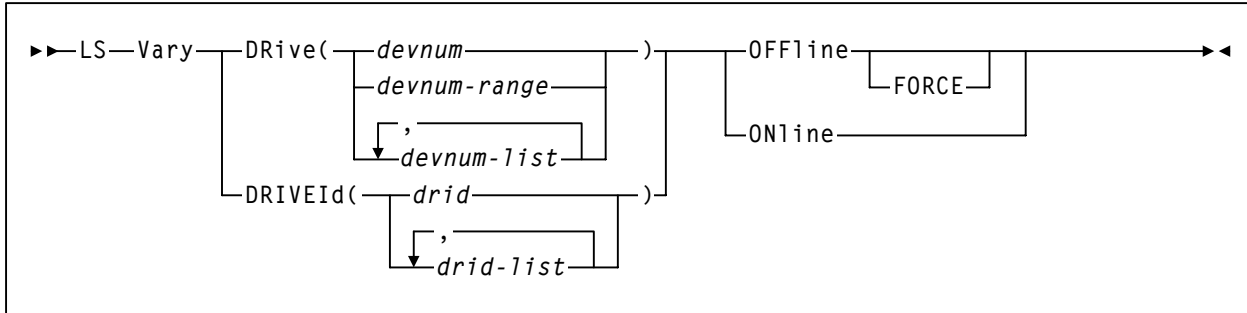 LS Vary DRive( devnum ) OFFline
devnum-range FORCE
,
devnum-list ONline
DRIVEId( drid )
,
drid-list